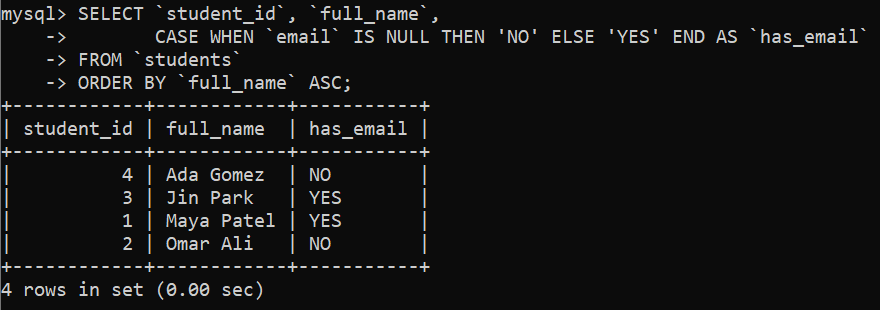 mysql> SELECT `student_id`, `full_name`,
    ->        CASE WHEN `email` IS NULL THEN 'NO' ELSE 'YES' END AS `has_email`
    -> FROM `students`
    -> ORDER BY `full_name` ASC;
+------------+------------+-----------+
| student_id | full_name  | has_email |
+------------+------------+-----------+
|          4 | Ada Gomez  | NO        |
|          3 | Jin Park   | YES       |
|          1 | Maya Patel | YES       |
|          2 | Omar Ali   | NO        |
+------------+------------+-----------+
4 rows in set (0.00 sec)